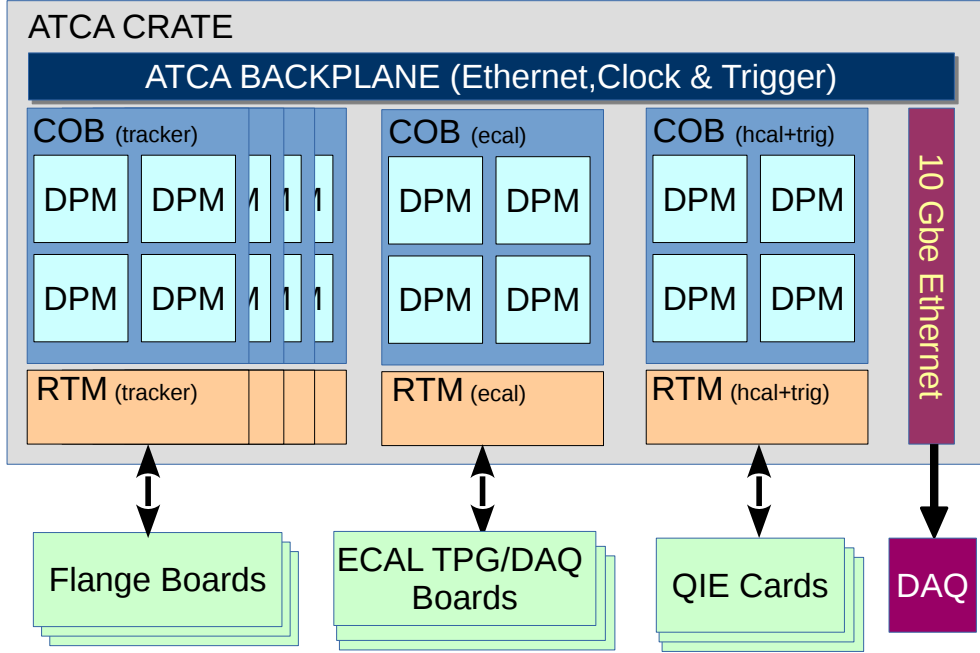 ATCA CRATE
ATCA BACKPLANE (Ethernet,Clock & Trigger)
COB (tracker)
DPM DPM M M M
DPM DPM M M M
RTM (tracker)
COB (ecal)
DPM DPM
DPM DPM
RTM (ecal)
COB (hcal+trig)
DPM DPM
DPM DPM
RTM (hcal+trig)
10 Gbe Ethernet
Flange Boards
ECAL TPG/DAQ
Boards
QIE Cards
DAQ